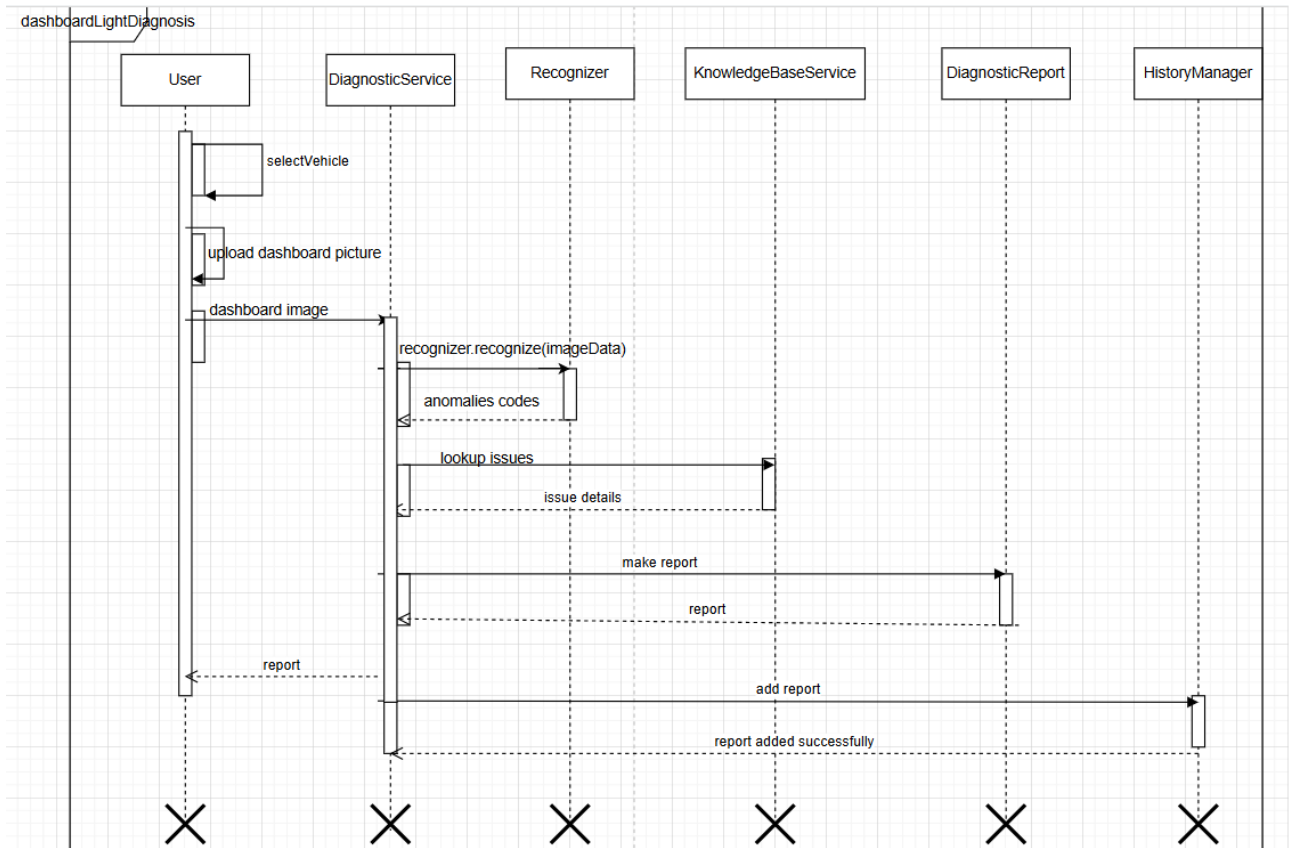 dashboardLightDiagnosis
User
DiagnosticService
Recognizer
KnowledgeBaseService
DiagnosticReport
HistoryManager
selectVehicle
upload dashboard picture
dashboard image
recognizer.recognize(imageData)
anomalies codes
lookup issues
issue details
make report
report
report
add report
report added successfully